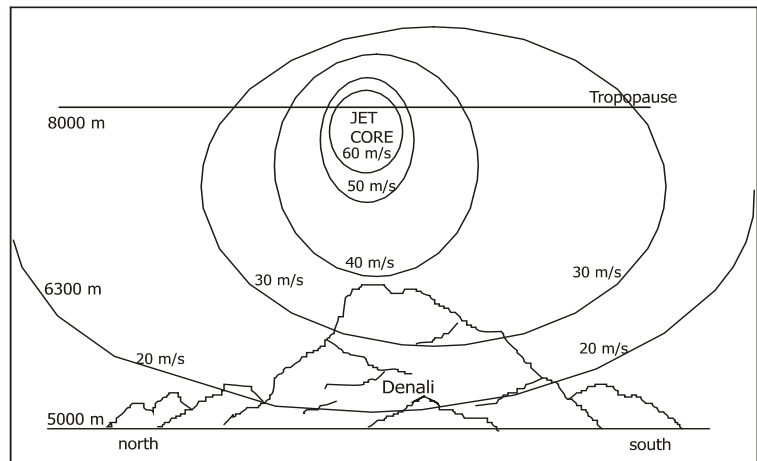 Tropopause
8000 m
JET
CORE
60 m/s
50 m/s
40 m/s
30 m/s
30 m/s
6300 m
20 m/s
20 m/s
Denali
5000 m
north
south